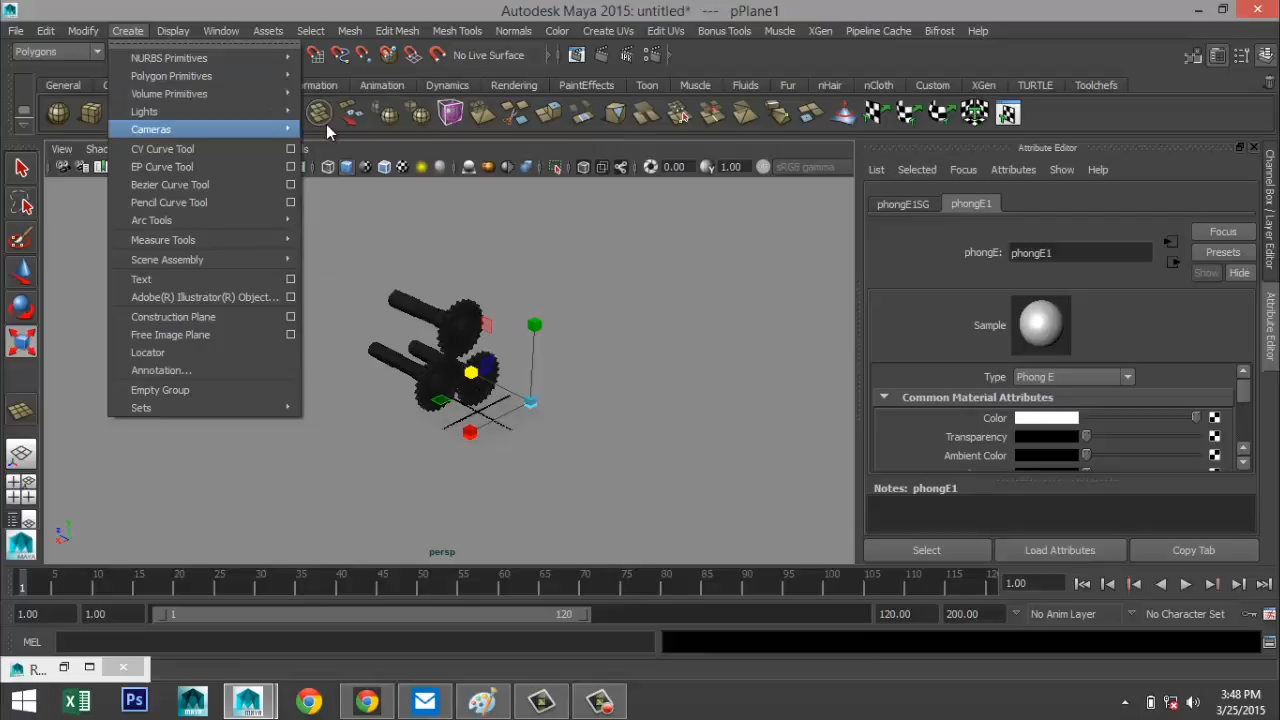 Autodesk Maya 2015: untitled*   ---   pPlane1
File Edit Modify Create Display Window Assets Select Mesh Edit Mesh Mesh Tools Normals Color Create UVs Edit UVs Bonus Tools Muscle XGen Pipeline Cache Bifrost Help
Polygons
No Live Surface
General
Animation Dynamics Rendering PaintEffects Toon Muscle Fluids Fur nHair nCloth Custom XGen TURTLE Toolchefs
NURBS Primitives
Polygon Primitives
Volume Primitives
Lights
Cameras
CV Curve Tool
EP Curve Tool
Bezier Curve Tool
Pencil Curve Tool
Arc Tools
Measure Tools
Scene Assembly
Text
Adobe(R) Illustrator(R) Object...
Construction Plane
Free Image Plane
Locator
Annotation...
Empty Group
Sets
View
0.00 1.00 sRGB gamma
persp
Attribute Editor
List Selected Focus Attributes Show Help
phongE1SG phongE1
Focus
phongE: phongE1
Presets
Show Hide
Sample
Type Phong E
Common Material Attributes
Color
Transparency
Ambient Color
Notes: phongE1
Select Load Attributes Copy Tab
Channel Box / Layer Editor
Attribute Editor
1 5 10 15 20 25 30 35 40 45 50 55 60 65 70 75 80 85 90 95 100 105 110 115 1.00
1.00 1.00 1 120 120.00 200.00 No Anim Layer No Character Set
MEL
R...
3:48 PM
3/25/2015